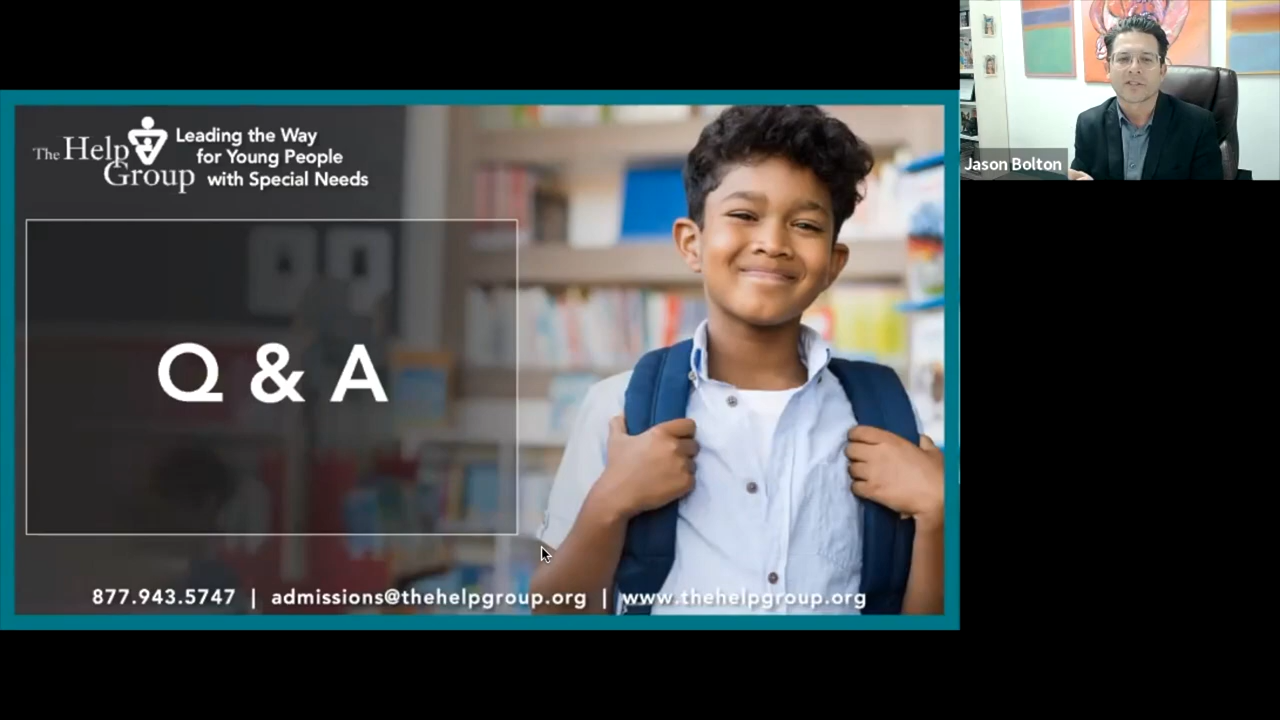 The Help
Group
Leading the Way
for Young People
with Special Needs
Q & A
877.943.5747 | admissions@thehelpgroup.org | www.thehelpgroup.org
Jason Bolton